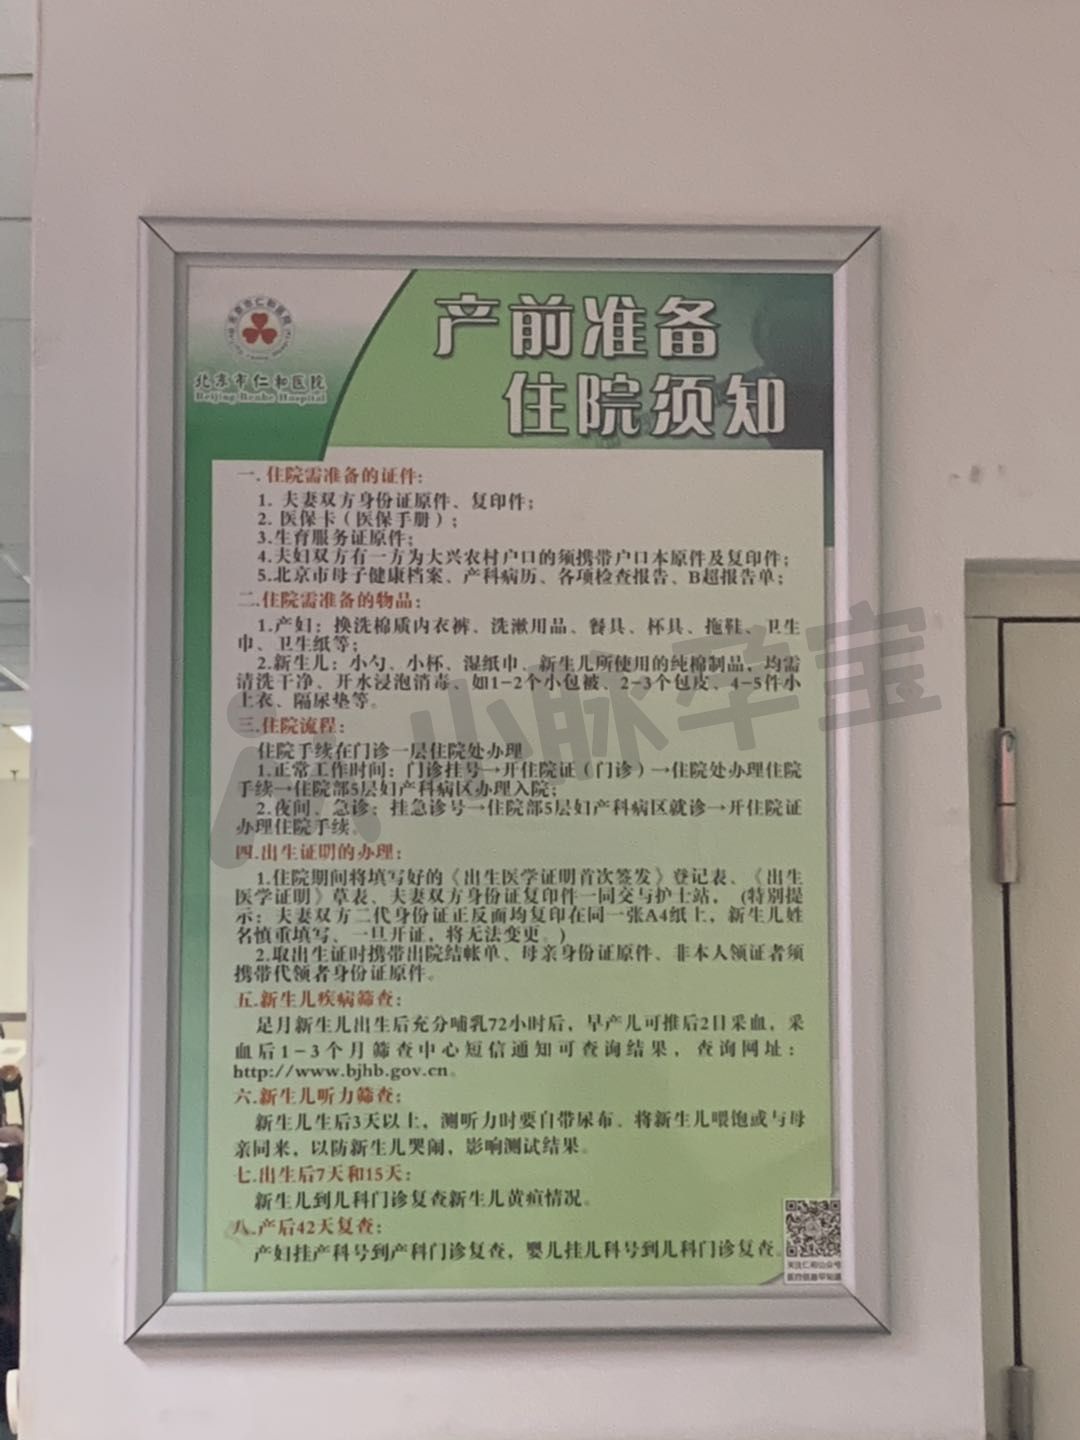 北京市仁和医院
Beijing Renhe Hospital
产前准备
住院须知
一.住院需准备的证件：
1. 夫妻双方身份证原件、复印件；
2. 医保卡（医保手册）；
3.生育服务证原件；
4.夫妇双方有一方为大兴农村户口的须携带户口本原件及复印件；
5.北京市母子健康档案、产科病历、各项检查报告、B超报告单；
二.住院需准备的物品：
1.产妇：换洗棉质内衣裤、洗漱用品、餐具、杯具、拖鞋、卫生
巾、卫生纸等；
2.新生儿：小勺、小杯、湿纸巾、新生儿所使用的纯棉制品，均需
清洗干净、开水浸泡消毒、如1-2个小包被、2-3个包皮、4-5件小
上衣、隔尿垫等。
三.住院流程：
住院手续在门诊一层住院处办理
1.正常工作时间：门诊挂号→开住院证（门诊）→住院处办理住院
手续→住院部5层妇产科病区办理入院；
2.夜间、急诊：挂急诊号→住院部5层妇产科病区就诊→开住院证
办理住院手续。
四.出生证明的办理：
1.住院期间将填写好的《出生医学证明首次签发》登记表、《出生
医学证明》草表、夫妻双方身份证复印件一同交与护士站，（特别提
示：夫妻双方二代身份证正反面均复印在同一张A4纸上，新生儿姓
名慎重填写、一旦开证，将无法变更。）
2.取出生证时携带出院结帐单、母亲身份证原件、非本人领证者须
携带代领者身份证原件。
五.新生儿疾病筛查：
足月新生儿出生后充分哺乳72小时后，早产儿可推后2日采血，采
血后1-3个月筛查中心短信通知可查询结果，查询网址：
http://www.bjhb.gov.cn。
六.新生儿听力筛查：
新生儿生后3天以上，测听力时要自带尿布、将新生儿喂饱或与母
亲同来，以防新生儿哭闹，影响测试结果。
七.出生后7天和15天：
新生儿到儿科门诊复查新生儿黄疸情况。
八.产后42天复查：
产妇挂产科号到产科门诊复查，婴儿挂儿科号到儿科门诊复查。
关注仁和公众号
医疗信息早知道
小脉孕宝